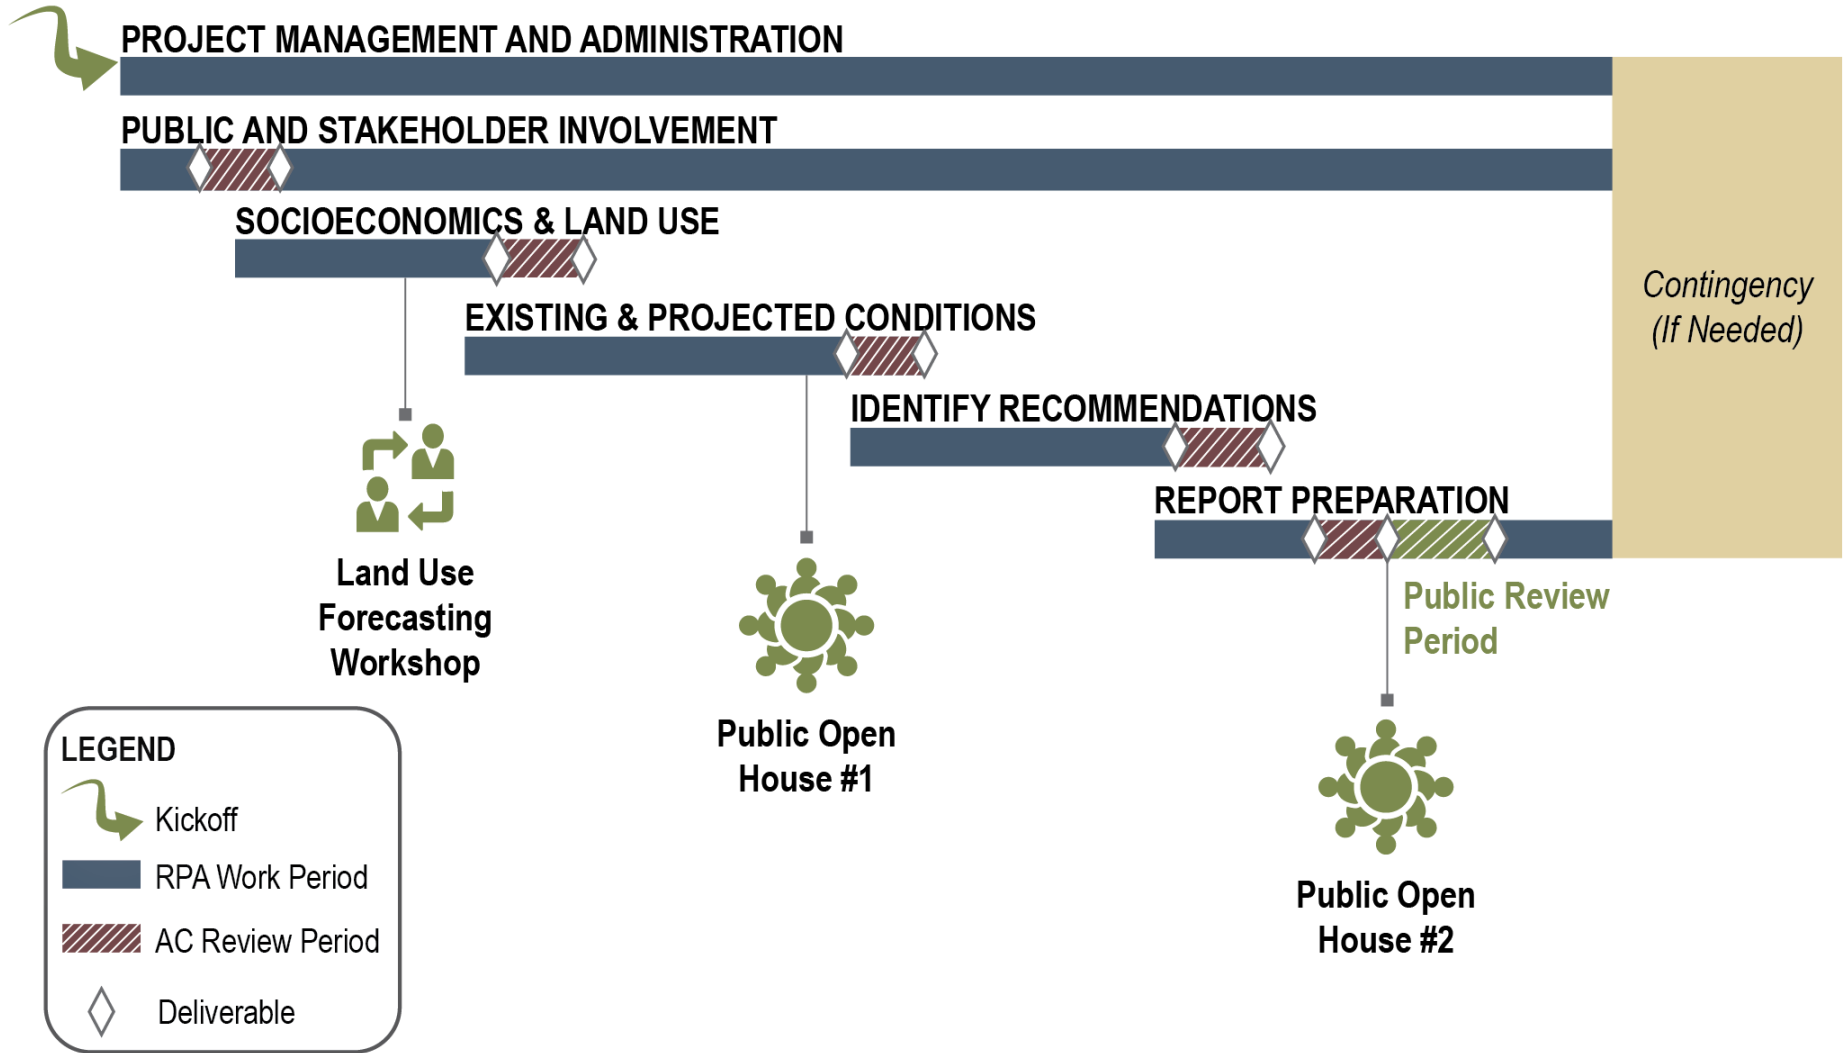 PROJECT MANAGEMENT AND ADMINISTRATION
PUBLIC AND STAKEHOLDER INVOLVEMENT
SOCIOECONOMICS & LAND USE
EXISTING & PROJECTED CONDITIONS
IDENTIFY RECOMMENDATIONS
REPORT PREPARATION
Contingency
(If Needed)
Land Use
Forecasting
Workshop
Public Open
House #1
Public Review
Period
Public Open
House #2
LEGEND
Kickoff
RPA Work Period
AC Review Period
Deliverable